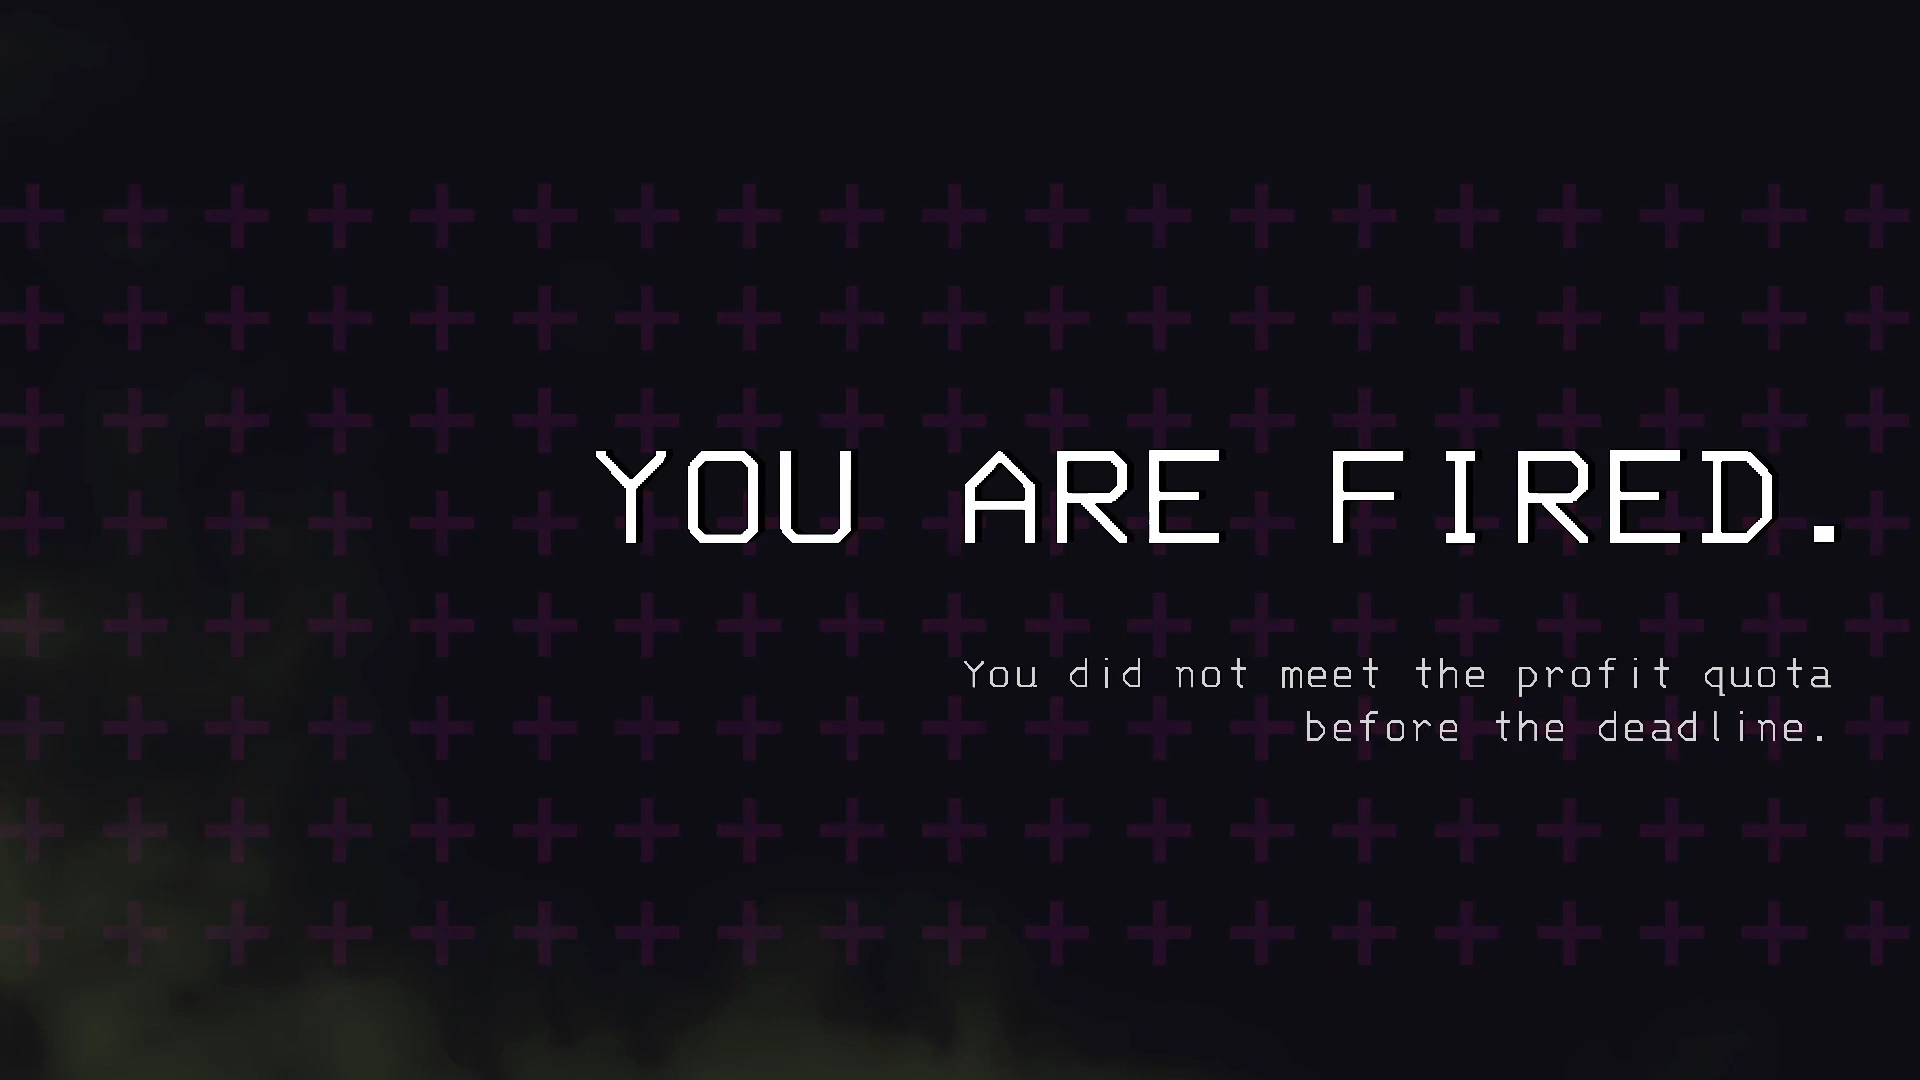 YOU ARE FIRED.
You did not meet the profit quota
before the deadline.